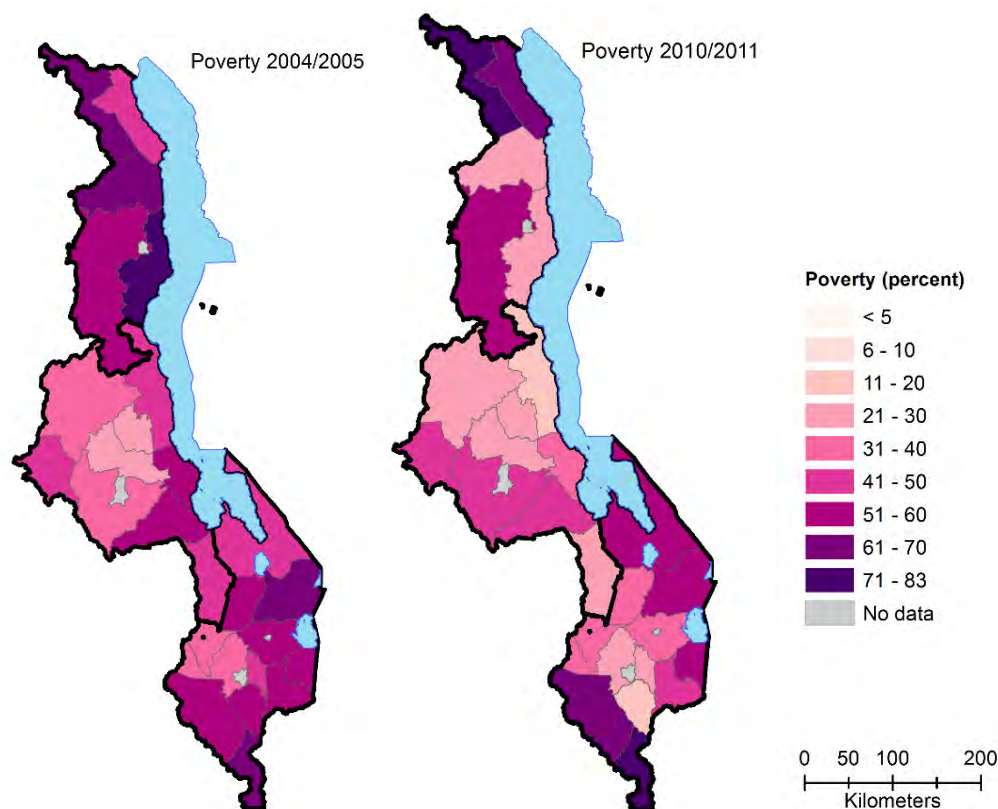 Poverty 2004/2005
Poverty 2010/2011
Poverty (percent)
< 5
6 - 10
11 - 20
21 - 30
31 - 40
41 - 50
51 - 60
61 - 70
71 - 83
No data
0 50 100 200
Kilometers